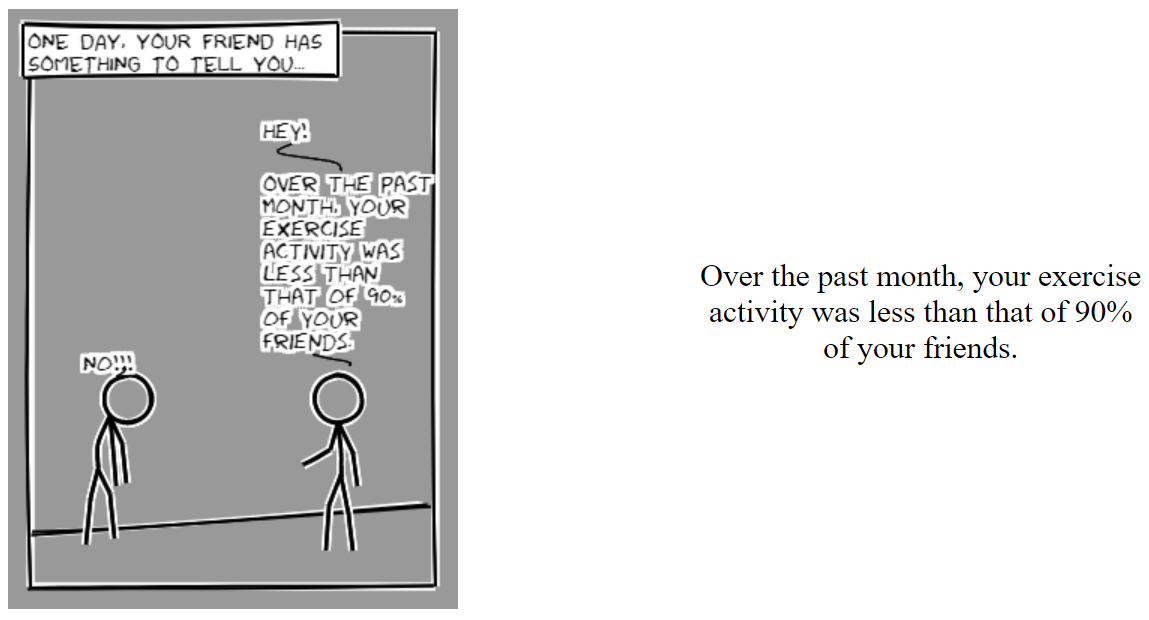 ONE DAY, YOUR FRIEND HAS
SOMETHING TO TELL YOU...
HEY!
OVER THE PAST
MONTH, YOUR
EXERCISE
ACTIVITY WAS
LESS THAN
THAT OF 90%
OF YOUR
FRIENDS.
NO!!!
Over the past month, your exercise
activity was less than that of 90%
of your friends.